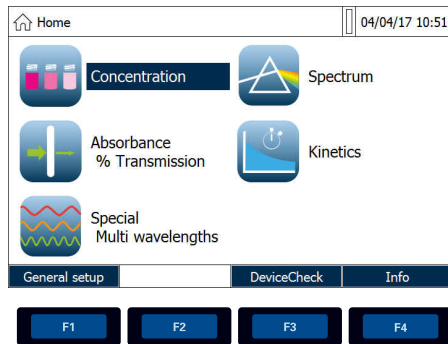 Home
04/04/17 10:51
Concentration
Spectrum
Absorbance
% Transmission
Kinetics
Special
Multi wavelengths
General setup
DeviceCheck
Info
F1
F2
F3
F4